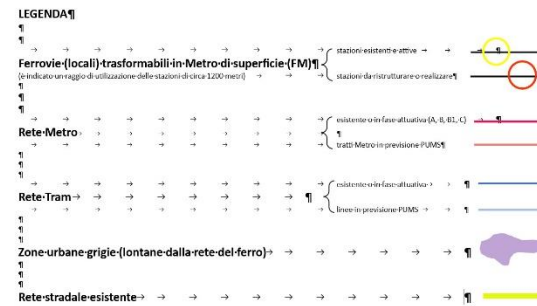 LEGENDA
stazioni esistenti e attive
Ferrovie (locali) trasformabili in Metro di superficie (FM)
(è indicato un raggio di utilizzazione delle stazioni di circa 1200 metri)
stazioni da ristrutturare o realizzare
esistente o in fase attuativa (A, B, B1, C)
Rete Metro
tratti Metro in previsione PUMS
esistente o in fase attuativa
Rete Tram
linee in previsione PUMS
Zone urbane grigie (lontane dalla rete del ferro)
Rete stradale esistente